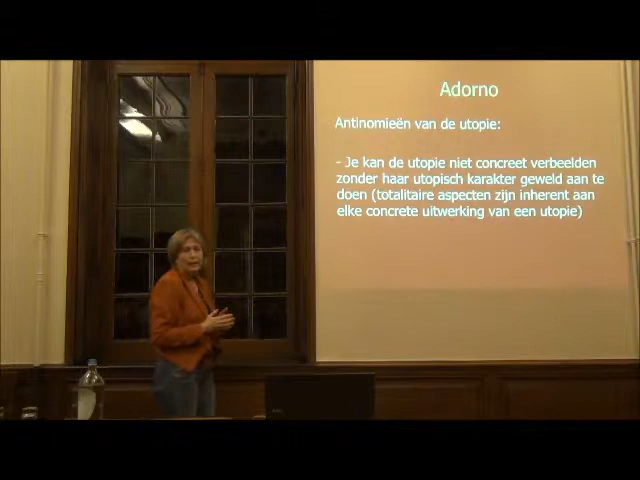 Adorno
Antinomieën van de utopie:
- Je kan de utopie niet concreet verbeelden
zonder haar utopisch karakter geweld aan te
doen (totalitaire aspecten zijn inherent aan
elke concrete uitwerking van een utopie)